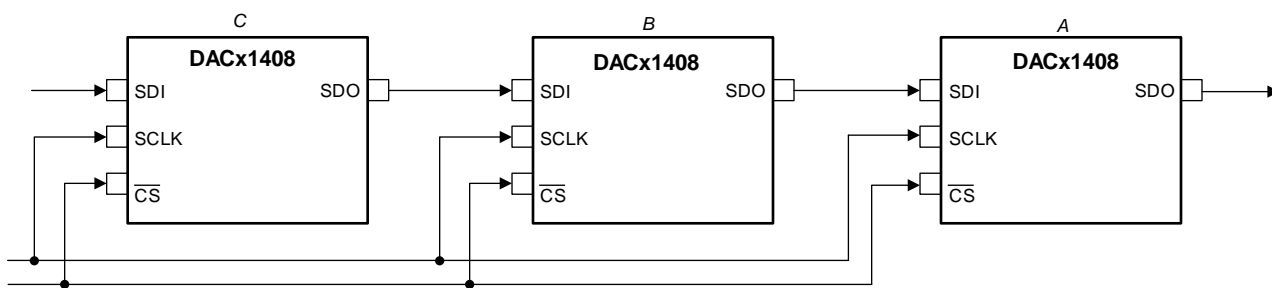 C
DACx1408
SDI
SDO
SCLK
CS
B
DACx1408
SDI
SDO
SCLK
CS
A
DACx1408
SDI
SDO
SCLK
CS